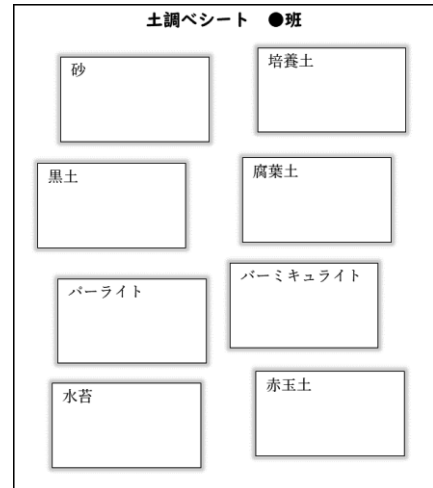 土調べシート ●班
砂
培養土
黒土
腐葉土
パーライト
バーミキュライト
水苔
赤玉土